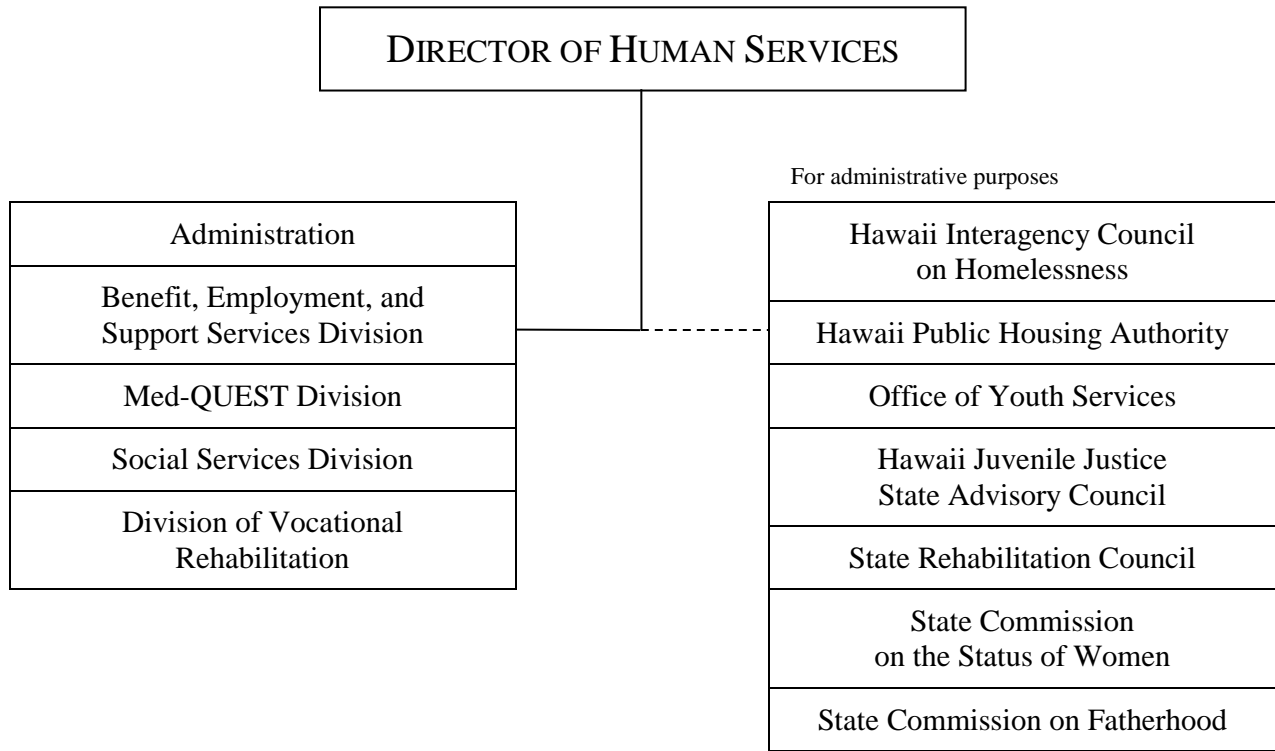 DIRECTOR OF HUMAN SERVICES
Administration
Benefit, Employment, and
Support Services Division
Med-QUEST Division
Social Services Division
Division of Vocational
Rehabilitation
For administrative purposes
Hawaii Interagency Council
on Homelessness
Hawaii Public Housing Authority
Office of Youth Services
Hawaii Juvenile Justice
State Advisory Council
State Rehabilitation Council
State Commission
on the Status of Women
State Commission on Fatherhood